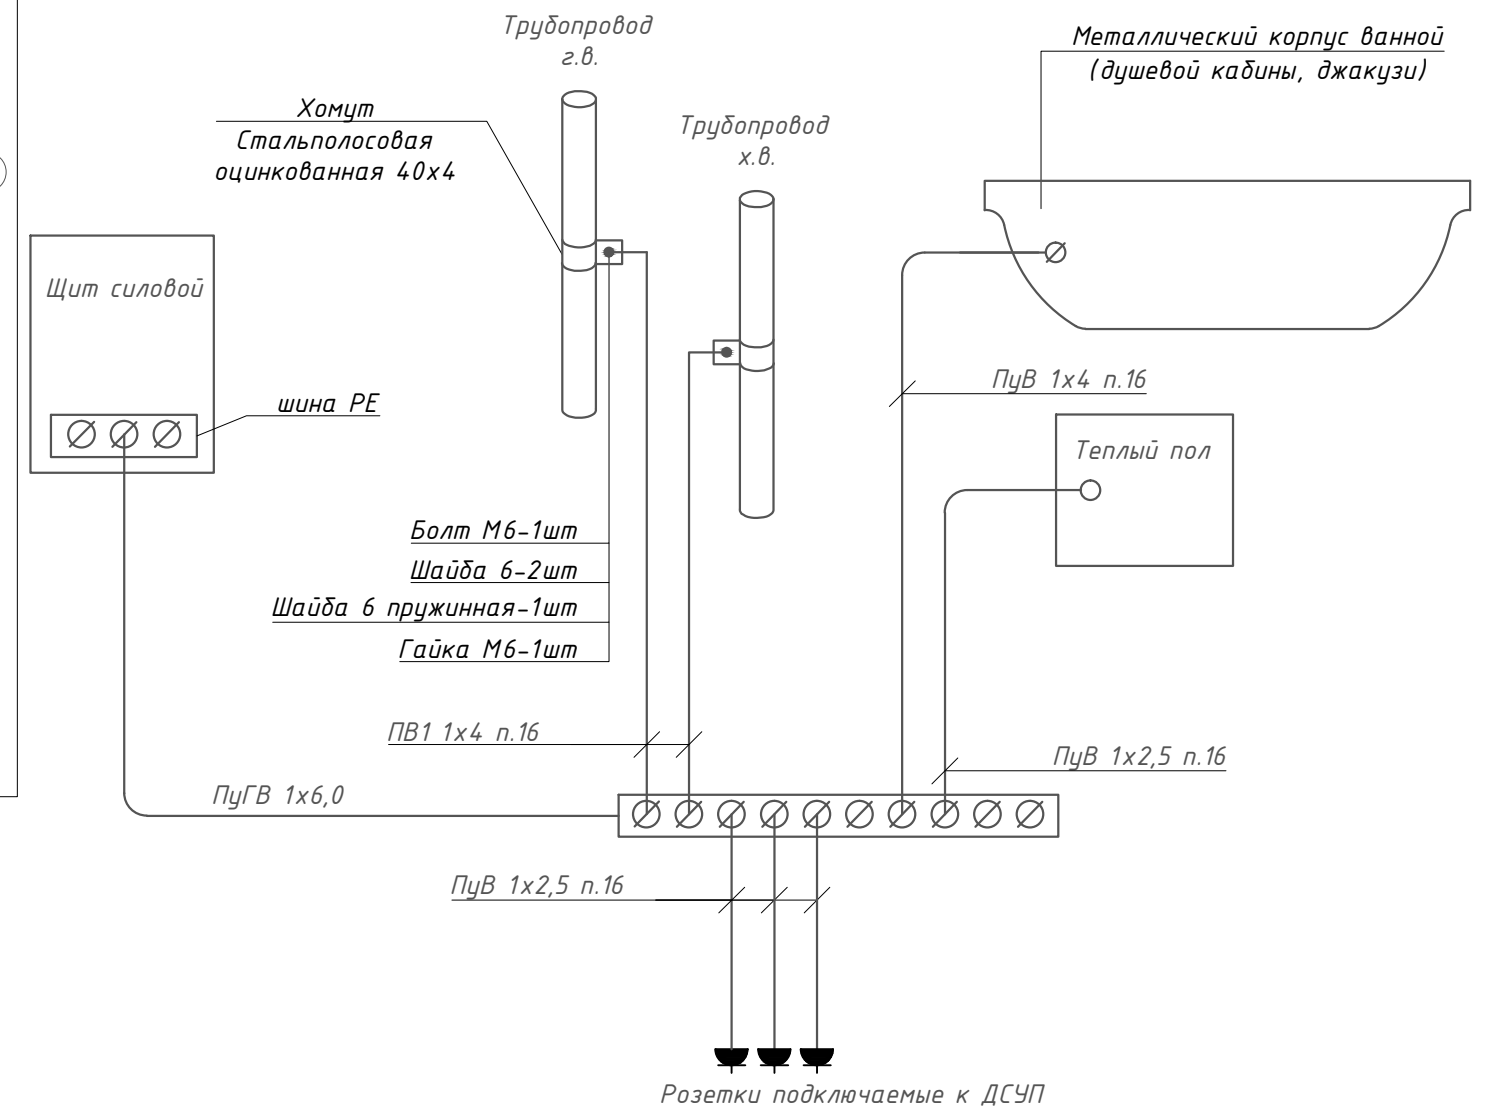 Трубопровод
г.в.
Металлический корпус ванной
(душевой кабины, джакузи)
Хомут
Стальполосовая
оцинкованная 40х4
Трубопровод
х.в.
Щит силовой
шина PE
ПуВ 1х4 п.16
Теплый пол
Болт М6-1шт
Шайба 6-2шт
Шайба 6 пружинная-1шт
Гайка М6-1шт
ПВ1 1х4 п.16
ПуВ 1х2,5 п.16
ПуГВ 1х6,0
ПуВ 1х2,5 п.16
Розетки подключаемые к ДСУП